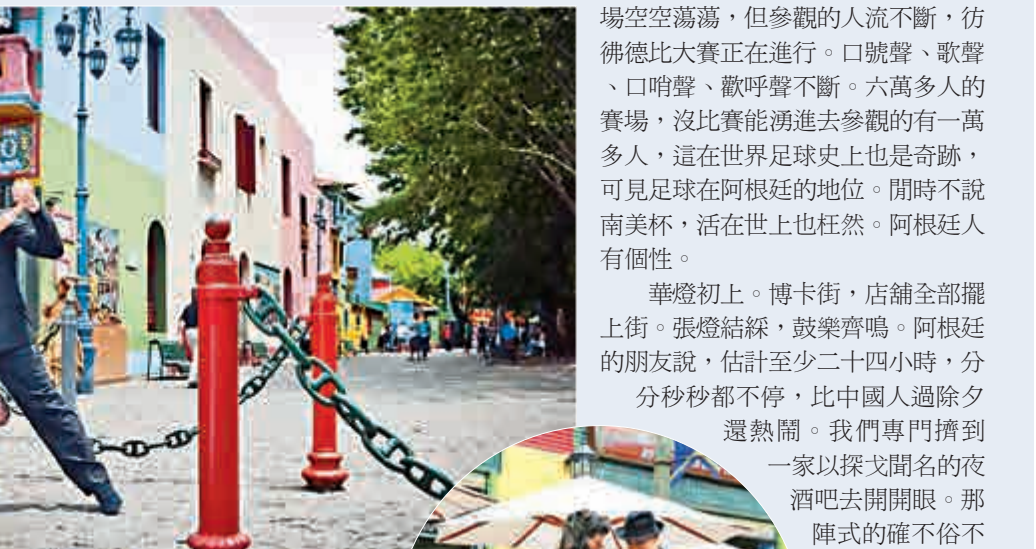 場空空蕩蕩，但參觀的人流不斷，彷
彿德比大賽正在進行。口號聲、歌聲
、口哨聲、歡呼聲不斷。六萬多人的
賽場，沒比賽能湧進去參觀的有一萬
多人，這在世界足球史上也是奇跡，
可見足球在阿根廷的地位。閒時不說
南美杯，活在世上也枉然。阿根廷人
有個性。
華燈初上。博卡街，店舖全部擺
上街。張燈結綵，鼓樂齊鳴。阿根廷
的朋友說，估計至少二十四小時，分
分秒秒都不停，比中國人過除夕
還熱鬧。我們專門擠到
一家以探戈聞名的夜
酒吧去開開眼。那
陣式的確不俗不